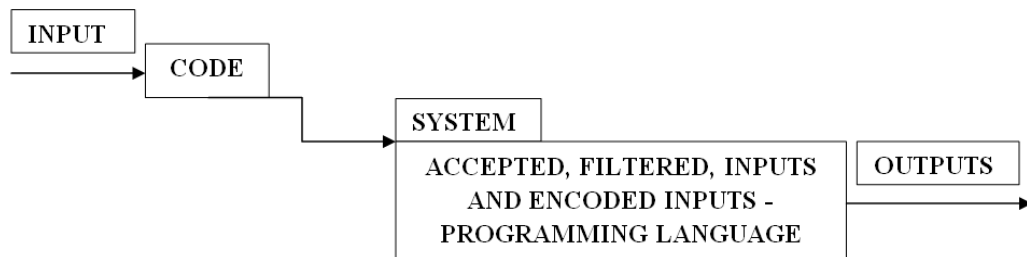 INPUT
CODE
SYSTEM
ACCEPTED, FILTERED, INPUTS
AND ENCODED INPUTS -
PROGRAMMING LANGUAGE
OUTPUTS